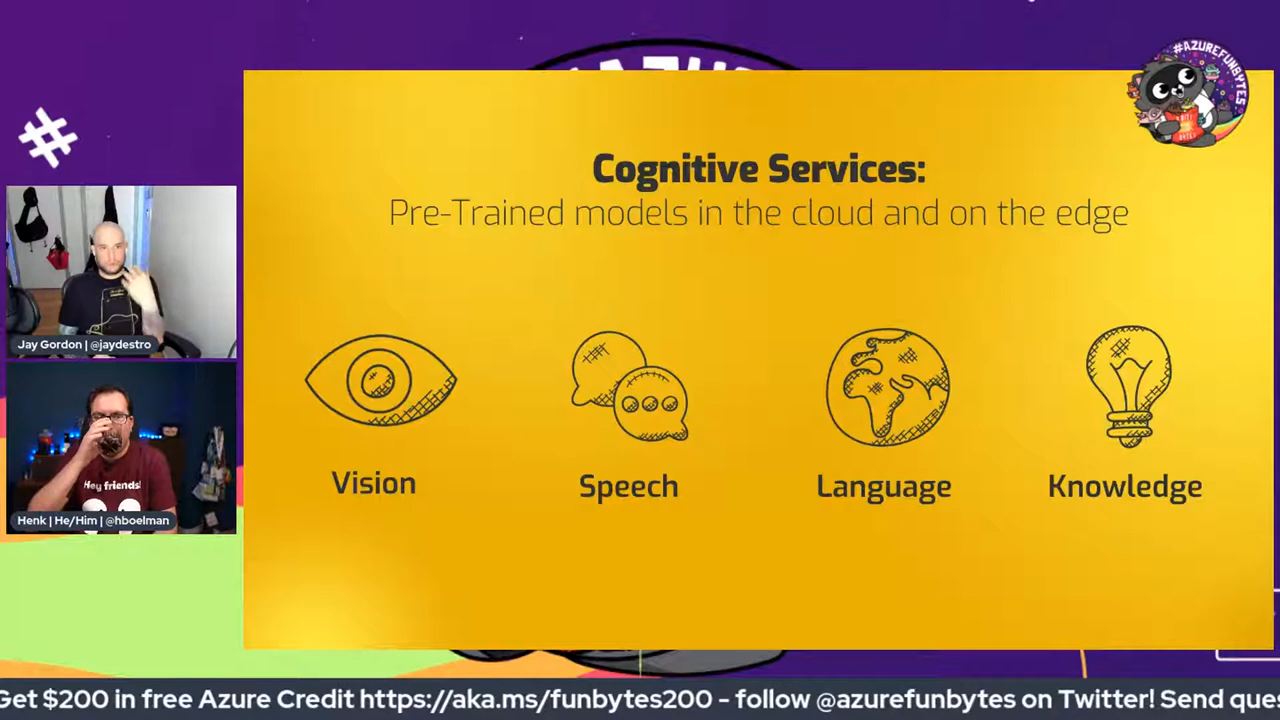 #AZUREFUNBYTES
#
Cognitive Services:
Pre-Trained models in the cloud and on the edge
Jay Gordon | @jaydestro
Hey friends!
Henk | He/Him | @hboelman
Vision
Speech
Language
Knowledge
Get $200 in free Azure Credit https://aka.ms/funbytes200 - follow @azurefunbytes on Twitter! Send ques